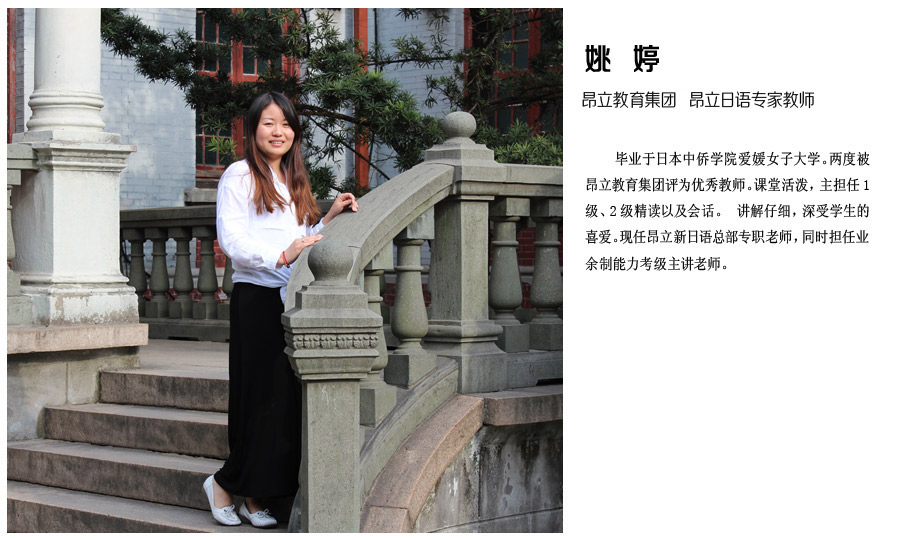 姚 婷
昂立教育集团 昂立日语专家教师
毕业于日本中侨学院爱媛女子大学。两度被
昂立教育集团评为优秀教师。课堂活泼，主担任 1
级、2 级精读以及会话。 讲解仔细，深受学生的
喜爱。现任昂立新日语总部专职老师，同时担任业
余制能力考级主讲老师。